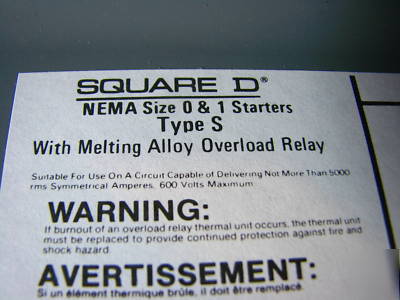 SQUARE D®
NEMA Size 0 & 1 Starters
Type S
With Melting Alloy Overload Relay
Suitable For Use On A Circuit Capable of Delivering Not More Than 5000
rms Symmetrical Amperes, 600 Volts Maximum
WARNING:
If burnout of an overload relay thermal unit occurs, the thermal unit
must be replaced to provide continued protection against fire and
shock hazard.
AVERTISSEMENT:
Si un élément thermique brûle, il doit être remplacé